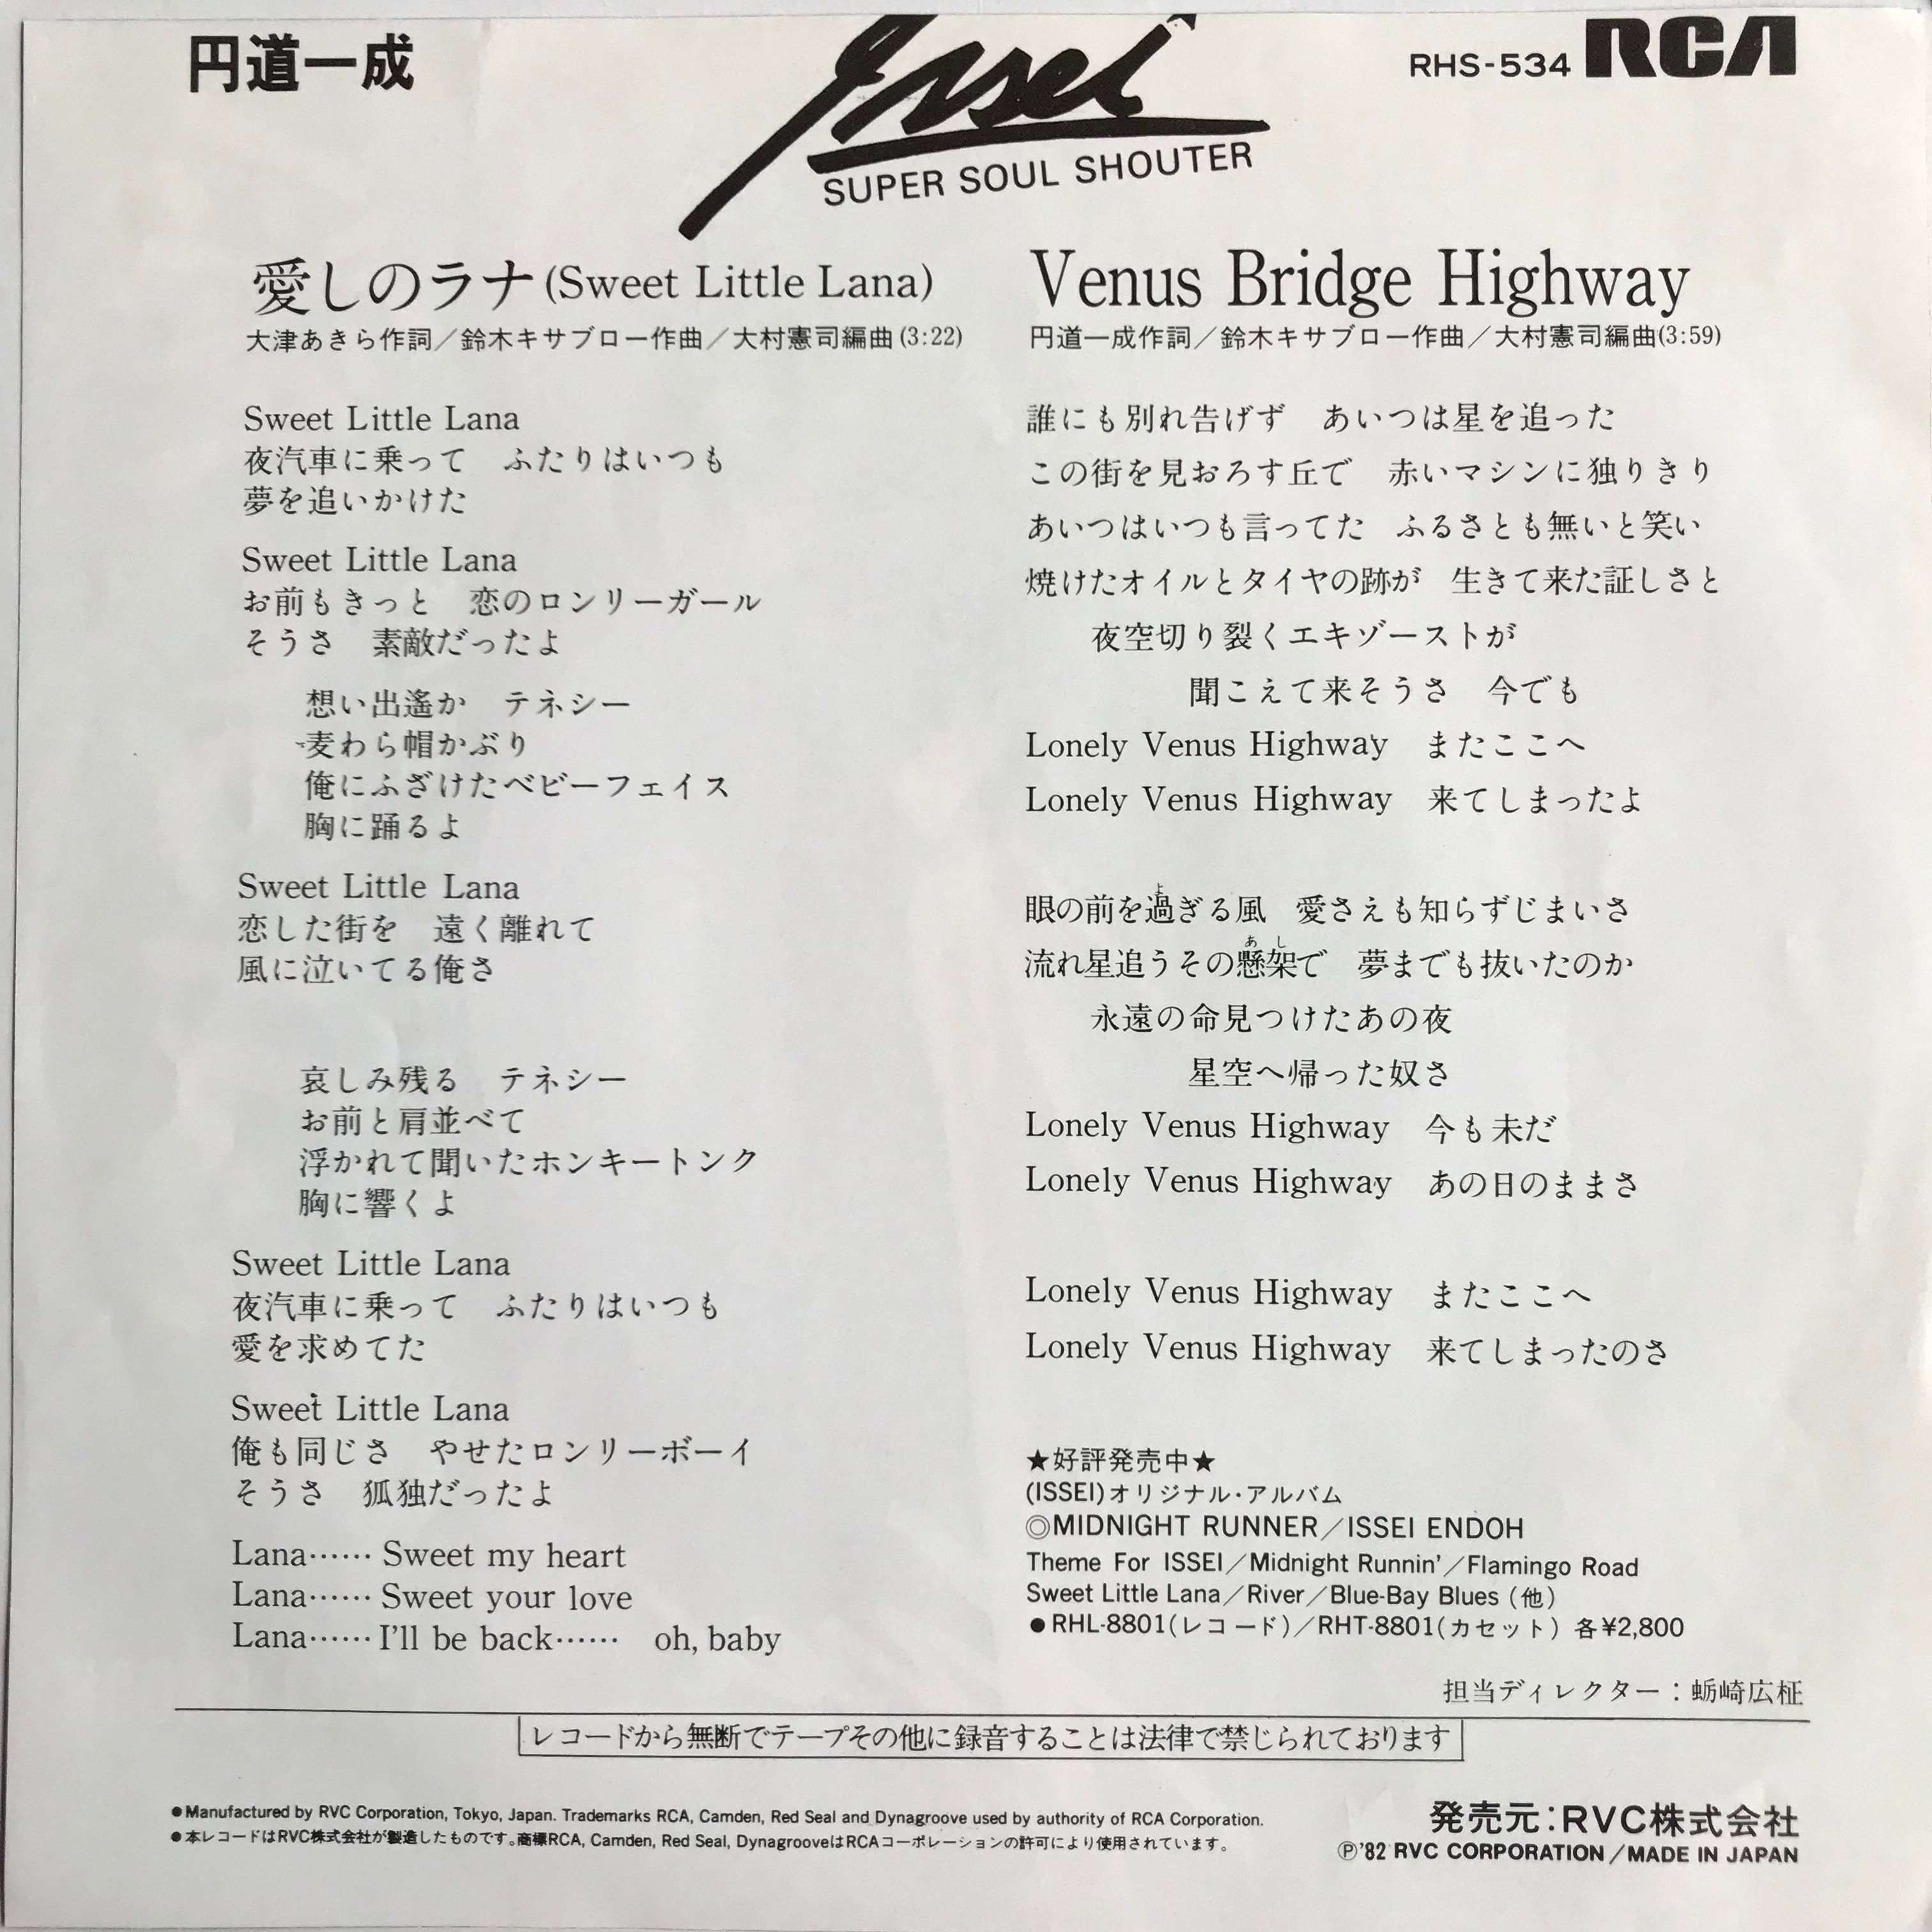 円道一成
Issei
SUPER SOUL SHOUTER
RHS-534 RCA
愛しのラナ(Sweet Little Lana)
大津あきら作詞／鈴木キサブロー作曲／大村憲司編曲(3:22)
Sweet Little Lana
夜汽車に乗って　ふたりはいつも
夢を追いかけた
Sweet Little Lana
お前もきっと　恋のロンリーガール
そうさ　素敵だったよ
想い出遙か　テネシー
麦わら帽かぶり
俺にふざけたベビーフェイス
胸に踊るよ
Sweet Little Lana
恋した街を　遠く離れて
風に泣いてる俺さ
哀しみ残る　テネシー
お前と肩並べて
浮かれて聞いたホンキートンク
胸に響くよ
Sweet Little Lana
夜汽車に乗って　ふたりはいつも
愛を求めてた
Sweet Little Lana
俺も同じさ　やせたロンリーボーイ
そうさ　孤独だったよ
Lana…… Sweet my heart
Lana…… Sweet your love
Lana…… I'll be back……　oh, baby
Venus Bridge Highway
円道一成作詞／鈴木キサブロー作曲／大村憲司編曲(3:59)
誰にも別れ告げず　あいつは星を追った
この街を見おろす丘で　赤いマシンに独りきり
あいつはいつも言ってた　ふるさとも無いと笑い
焼けたオイルとタイヤの跡が　生きて来た証しさと
夜空切り裂くエキゾーストが
聞こえて来そうさ　今でも
Lonely Venus Highway　またここへ
Lonely Venus Highway　来てしまったよ
よ
眼の前を過ぎる風　愛さえも知らずじまいさ
あし
流れ星追うその懸架で　夢までも抜いたのか
永遠の命見つけたあの夜
星空へ帰った奴さ
Lonely Venus Highway　今も未だ
Lonely Venus Highway　あの日のままさ
Lonely Venus Highway　またここへ
Lonely Venus Highway　来てしまったのさ
★好評発売中★
(ISSEI)オリジナル・アルバム
◎MIDNIGHT RUNNER／ISSEI ENDOH
Theme For ISSEI／Midnight Runnin'／Flamingo Road
Sweet Little Lana／River／Blue-Bay Blues (他)
●RHL-8801(レコード)／RHT-8801(カセット) 各¥2,800
担当ディレクター：蛎崎広柾
レコードから無断でテープその他に録音することは法律で禁じられております
●Manufactured by RVC Corporation, Tokyo, Japan. Trademarks RCA, Camden, Red Seal and Dynagroove used by authority of RCA Corporation.
●本レコードはRVC株式会社が製造したものです。商標RCA, Camden, Red Seal, DynagrooveはRCAコーポレーションの許可により使用されています。
発売元：RVC株式会社
Ⓟ'82 RVC CORPORATION／MADE IN JAPAN